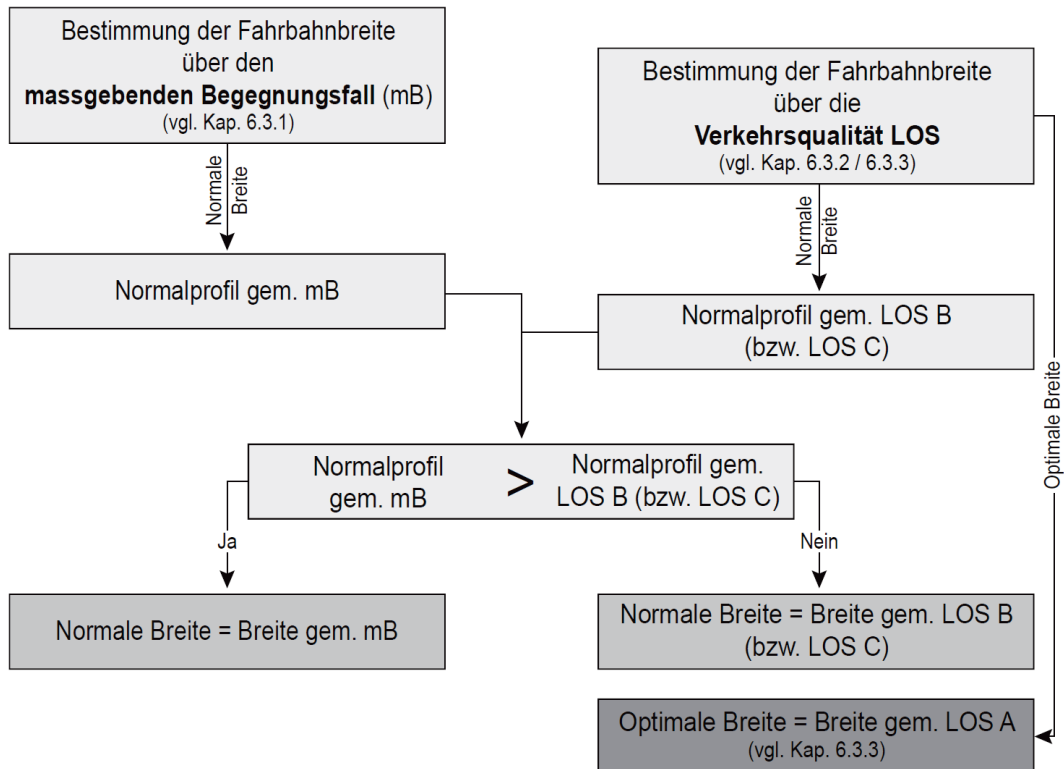 Bestimmung der Fahrbahnbreite
über den
massgebenden Begegnungsfall (mB)
(vgl. Kap. 6.3.1)
Bestimmung der Fahrbahnbreite
über die
Verkehrsqualität LOS
(vgl. Kap. 6.3.2 / 6.3.3)
Normale
Breite
Normale
Breite
Normalprofil gem. mB
Normalprofil gem. LOS B
(bzw. LOS C)
Optimale Breite
Normalprofil
gem. mB
>
Normalprofil gem.
LOS B (bzw. LOS C)
Ja
Nein
Normale Breite = Breite gem. mB
Normale Breite = Breite gem. LOS B
(bzw. LOS C)
Optimale Breite = Breite gem. LOS A
(vgl. Kap. 6.3.3)